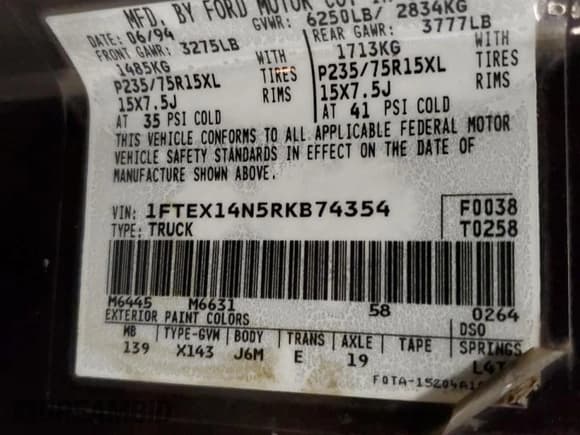 MFD. BY FORD MOTOR CO.
DATE: 06/94 GVWR: 6250LB/ 2834KG
FRONT GAWR: 3275LB REAR GAWR: 3777LB
1485KG WITH 1713KG WITH
P235/75R15XL TIRES P235/75R15XL TIRES
15X7.5J RIMS 15X7.5J RIMS
AT 35 PSI COLD AT 41 PSI COLD
THIS VEHICLE CONFORMS TO ALL APPLICABLE FEDERAL MOTOR
VEHICLE SAFETY STANDARDS IN EFFECT ON THE DATE OF
MANUFACTURE SHOWN ABOVE.
VIN: 1FTEX14N5RKB74354 F0038
TYPE: TRUCK T0258
M6445 M6631 58 0264
EXTERIOR PAINT COLORS DSO
WB TYPE-GVW BODY TRANS AXLE TAPE SPRINGS
139 X143 J6M E 19